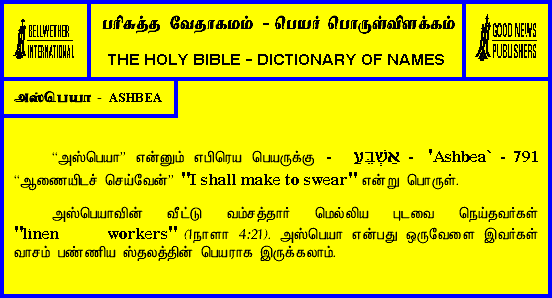 BELLWETHER
INTERNATIONAL
பரிசுத்த வேதாகமம் - பெயர் பொருள்விளக்கம்
THE HOLY BIBLE - DICTIONARY OF NAMES
GOOD NEWS
PUBLISHERS
அஸ்பெயா - ASHBEA
“அஸ்பெயா” என்னும் எபிரெய பெயருக்கு - אַשְׁבֵּעַ - 'Ashbea` - 791
“ஆணையிடச் செய்வேன்” "I shall make to swear" என்று பொருள்.
அஸ்பெயாவின் வீட்டு வம்சத்தார் மெல்லிய புடவை நெய்தவர்கள்
"linen workers" (1நாளா 4:21). அஸ்பெயா என்பது ஒருவேளை இவர்கள்
வாசம் பண்ணிய ஸ்தலத்தின் பெயராக இருக்கலாம்.